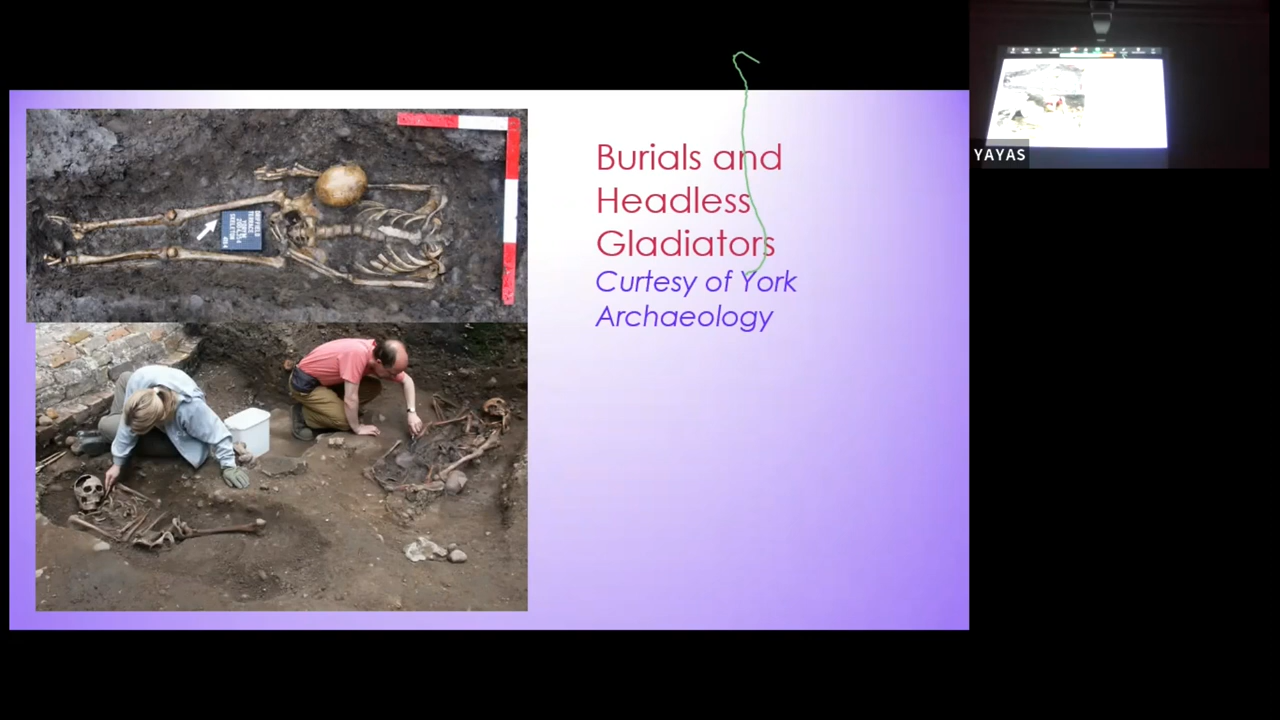 Burials and
Headless
Gladiators
Curtesy of York
Archaeology
YAYAS